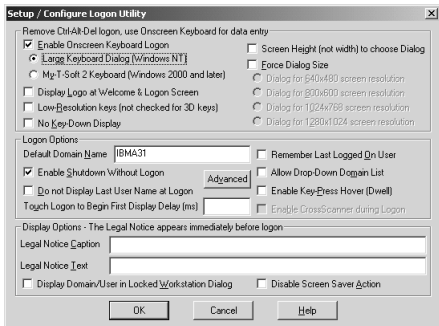 Setup / Configure Logon Utility
Remove Ctrl-Alt-Del logon, use Onscreen Keyboard for data entry
Enable Onscreen Keyboard Logon
Large Keyboard Dialog (Windows NT)
My-T-Soft 2 Keyboard (Windows 2000 and later)
Display Logo at Welcome & Logon Screen
Low-Resolution keys (not checked for 3D keys)
No Key-Down Display
Screen Height (not width) to choose Dialog
Force Dialog Size
Dialog for 640x480 screen resolution
Dialog for 800x600 screen resolution
Dialog for 1024x768 screen resolution
Dialog for 1280x1024 screen resolution
Logon Options
Default Domain Name IBMA31
Enable Shutdown Without Logon
Do not Display Last User Name at Logon
Advanced
Touch Logon to Begin First Display Delay (ms)
Remember Last Logged On User
Allow Drop-Down Domain List
Enable Key-Press Hover (Dwell)
Enable CrossScanner during Logon
Display Options - The Legal Notice appears immediately before logon
Legal Notice Caption
Legal Notice Text
Display Domain/User in Locked Workstation Dialog
Disable Screen Saver Action
OK Cancel Help